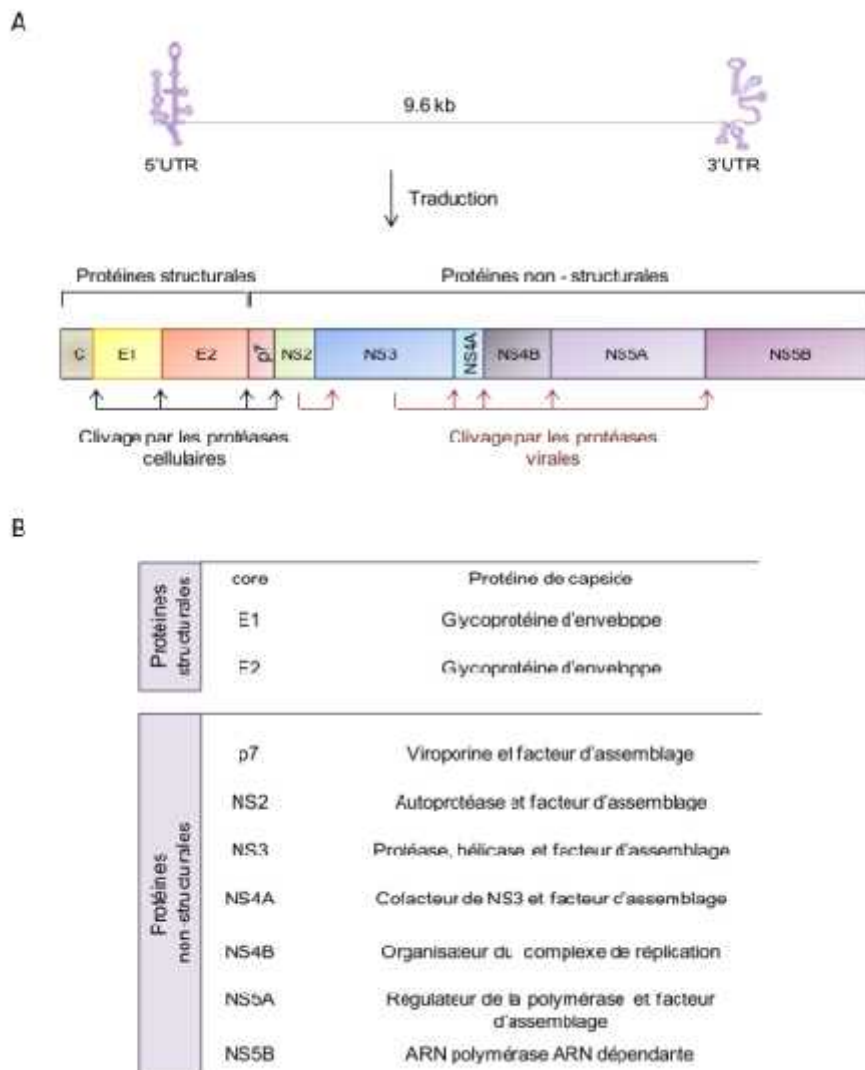 A
9.6 kb
5'UTR
3'UTR
Traduction
Protéines structurales
Protéines non - structurales
C
E1
E2
p7
NS2
NS3
NS4A
NS4B
NS5A
NS5B
Clivage par les protéases
cellulaires
Clivage par les protéases
virales
B
Protéines
structurales
core
Protéine de capside
E1
Glycoprotéine d'enveloppe
E2
Glycoprotéine d'enveloppe
Protéines
non-structurales
p7
Viroporine et facteur d'assemblage
NS2
Autoprotéase et facteur d'assemblage
NS3
Protéase, hélicase et facteur d'assemblage
NS4A
Cofacteur de NS3 et facteur d'assemblage
NS4B
Organisateur du complexe de réplication
NS5A
Régulateur de la polymérase et facteur
d'assemblage
NS5B
ARN polymérase ARN dépendante